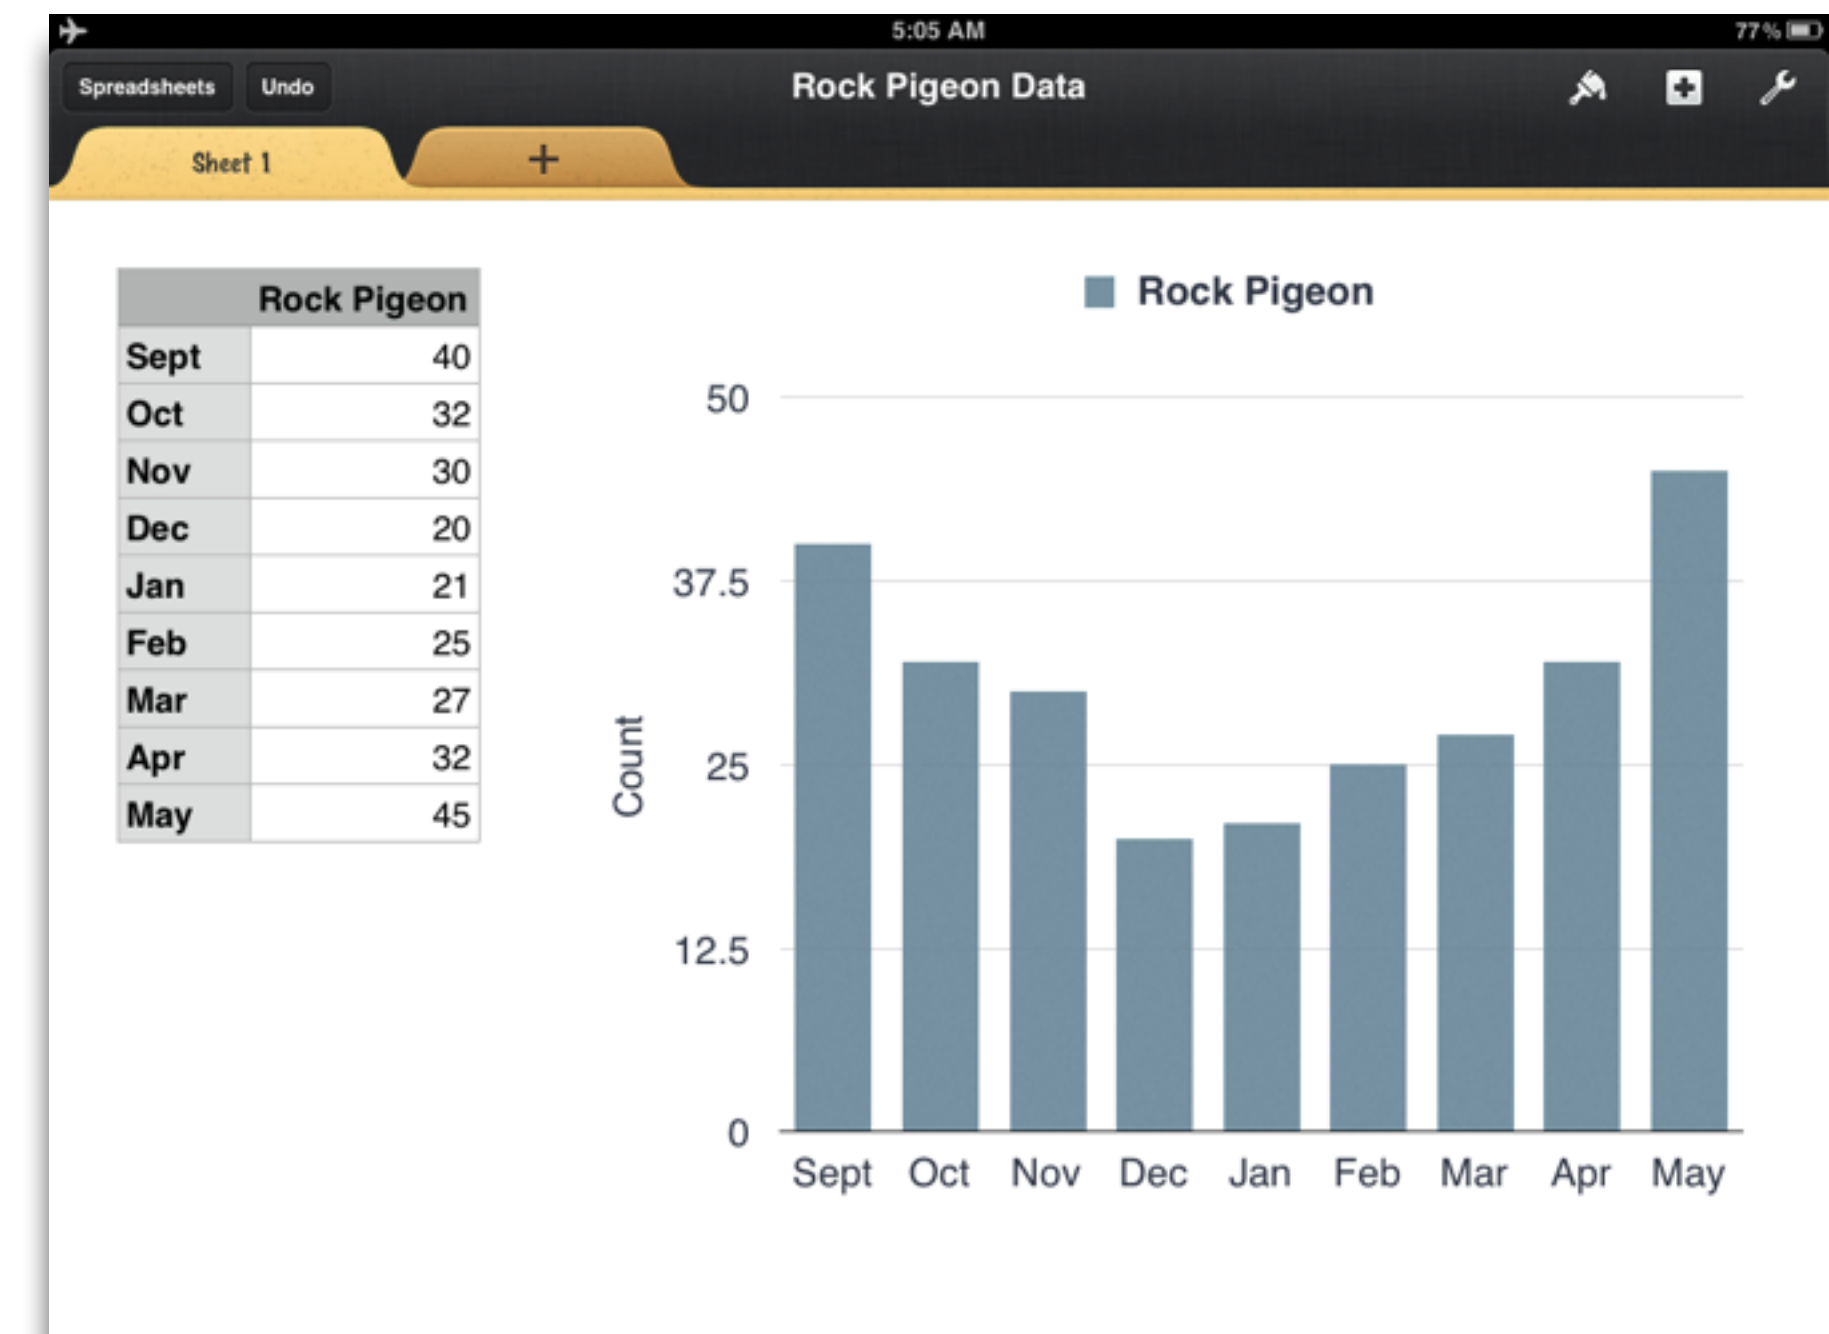 5:05 AM 77%
Spreadsheets Undo Rock Pigeon Data
Sheet 1 +
Rock Pigeon
Sept 40
Oct 32
Nov 30
Dec 20
Jan 21
Feb 25
Mar 27
Apr 32
May 45
Rock Pigeon
Count
50
37.5
25
12.5
0
Sept Oct Nov Dec Jan Feb Mar Apr May